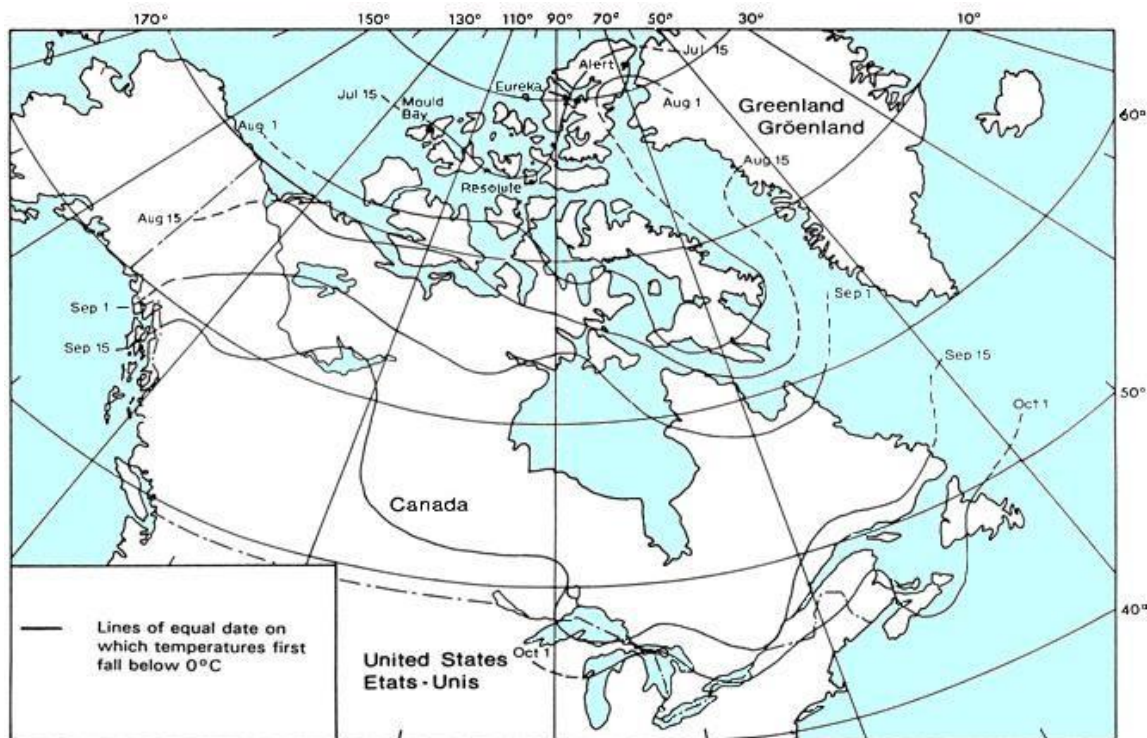 170° 150° 130° 110° 90° 70° 50° 30° 10°
Jul 15
Alert
Eureka
Jul 15
Mould
Bay
Aug 1
Aug 1
Greenland
Gröenland
60°
Aug 15
Resolute
Aug 15
Sep 1
Sep 1
Sep 15
Sep 15
50°
Oct 1
Canada
40°
Lines of equal date on
which temperatures first
fall below 0°C
Oct 1
United States
Etats-Unis